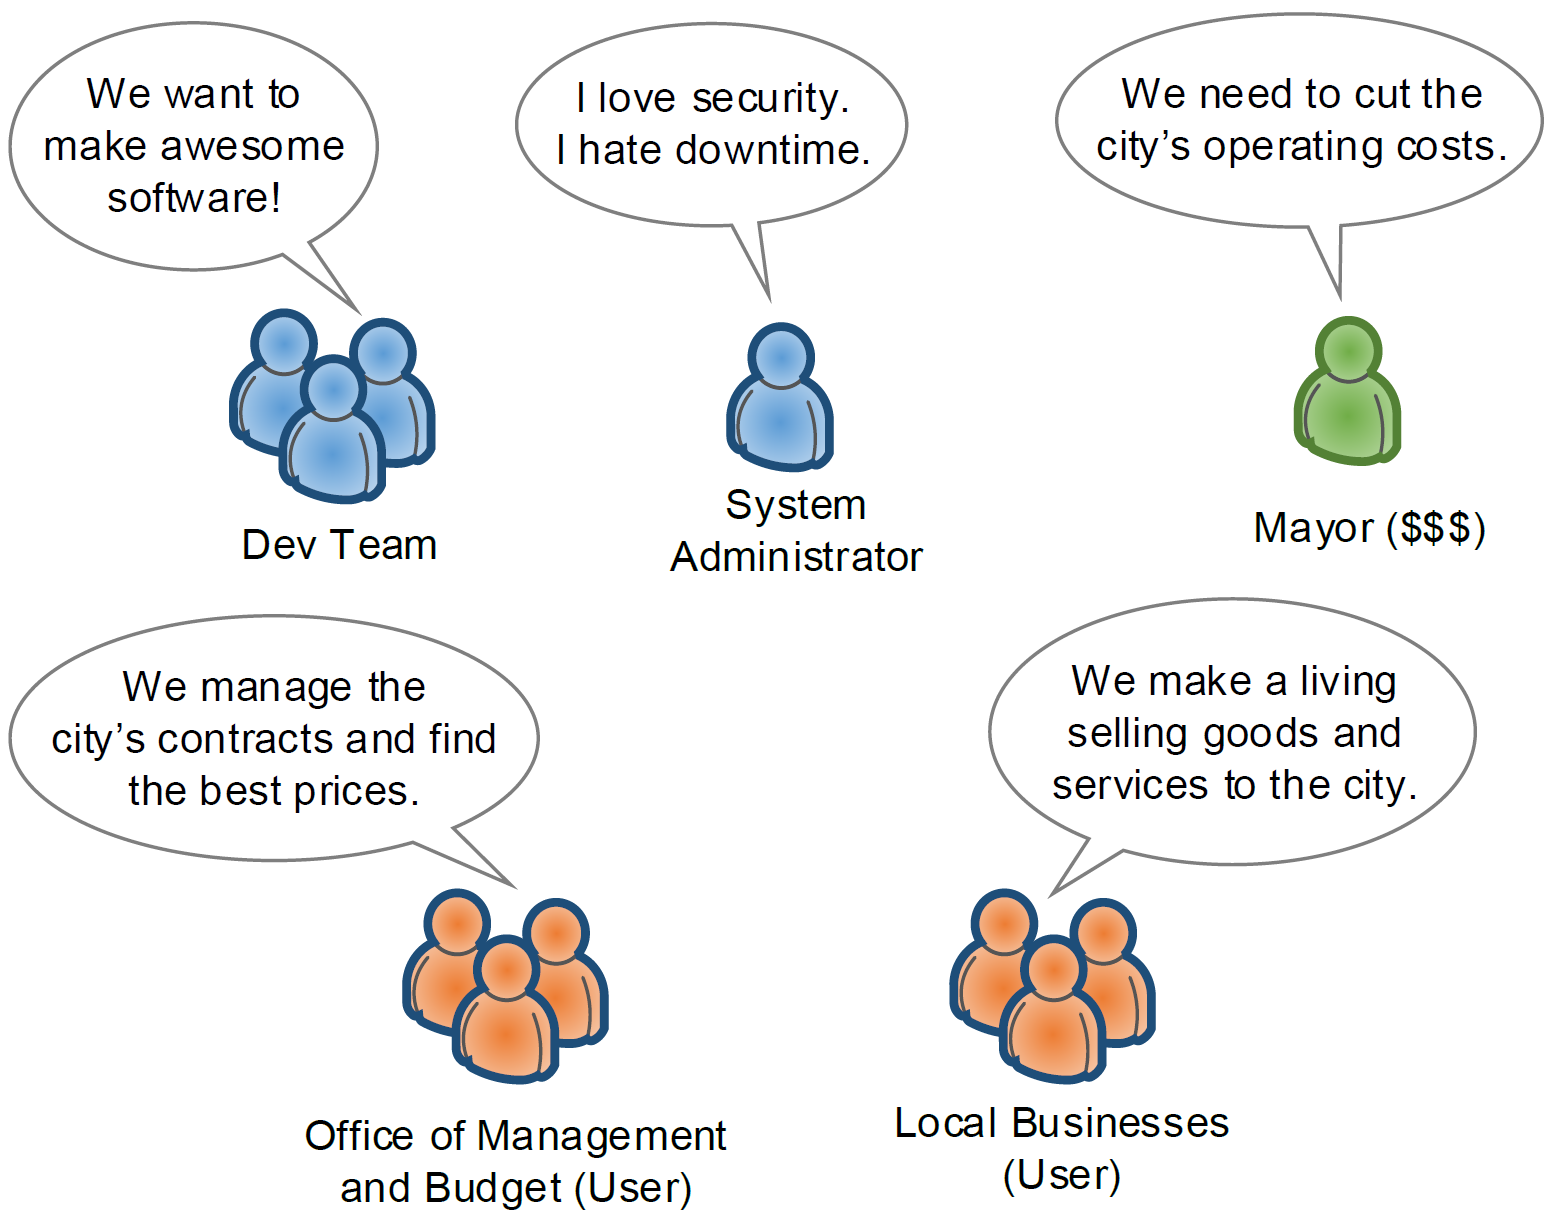 We want to
make awesome
software!
I love security.
I hate downtime.
We need to cut the
city’s operating costs.
Dev Team
System
Administrator
Mayor ($$$)
We manage the
city’s contracts and find
the best prices.
We make a living
selling goods and
services to the city.
Office of Management
and Budget (User)
Local Businesses
(User)